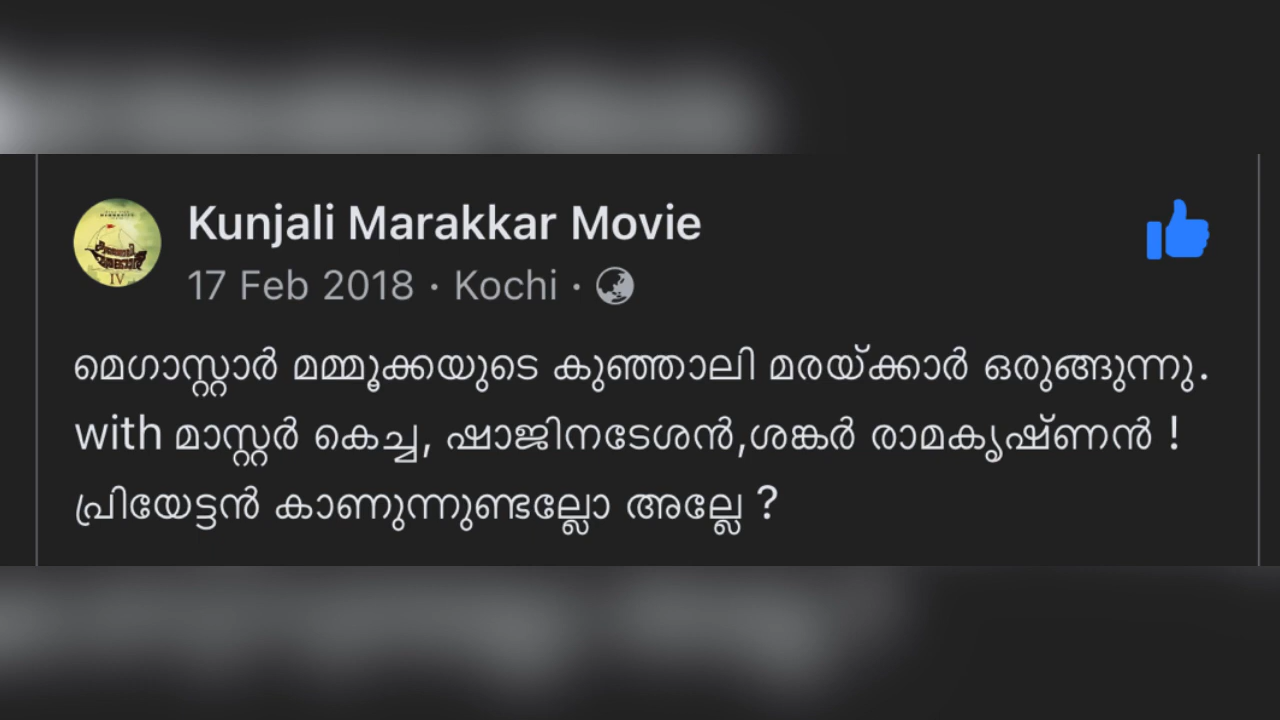 Kunjali Marakkar Movie
17 Feb 2018 · Kochi ·
മെഗാസ്റ്റാർ മമ്മൂക്കയുടെ കുഞ്ഞാലി മരയ്ക്കാർ ഒരുങ്ങുന്നു.
with മാസ്റ്റർ കെച്ച, ഷാജിനടേശൻ,ശങ്കർ രാമകൃഷ്ണൻ !
പ്രിയേട്ടൻ കാണുന്നുണ്ടല്ലോ അല്ലേ ?